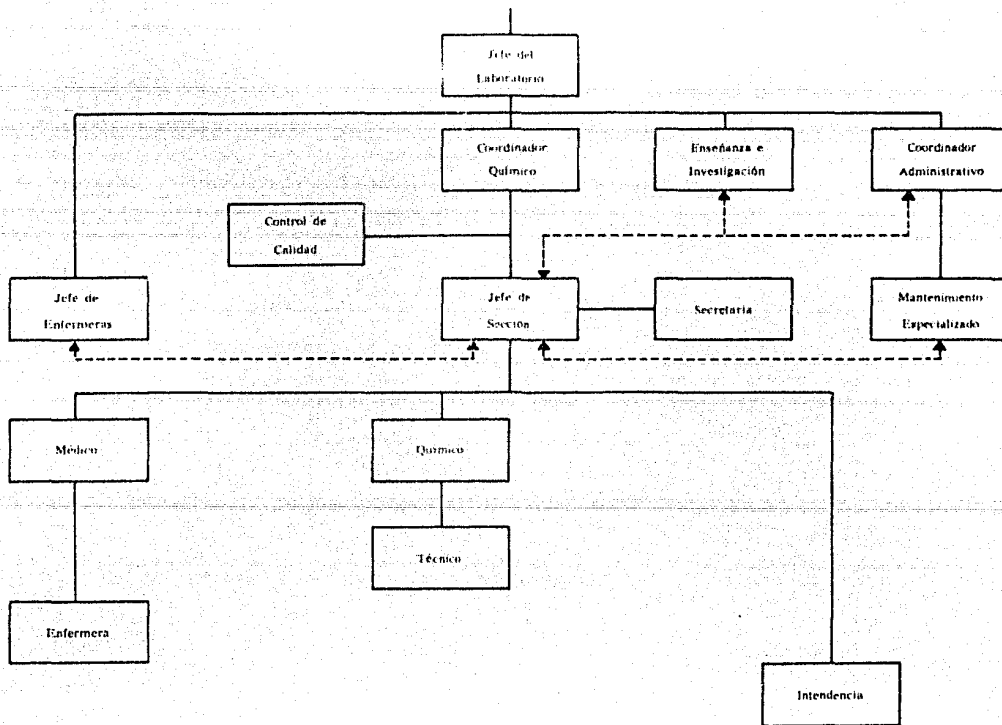 Jefe del
Laboratorio
Coordinador
Químico
Enseñanza e
Investigación
Coordinador
Administrativo
Control de
Calidad
Jefe de
Enfermeras
Jefe de
Sección
Secretaria
Mantenimiento
Especializado
Médico
Químico
Técnico
Enfermera
Intendencia